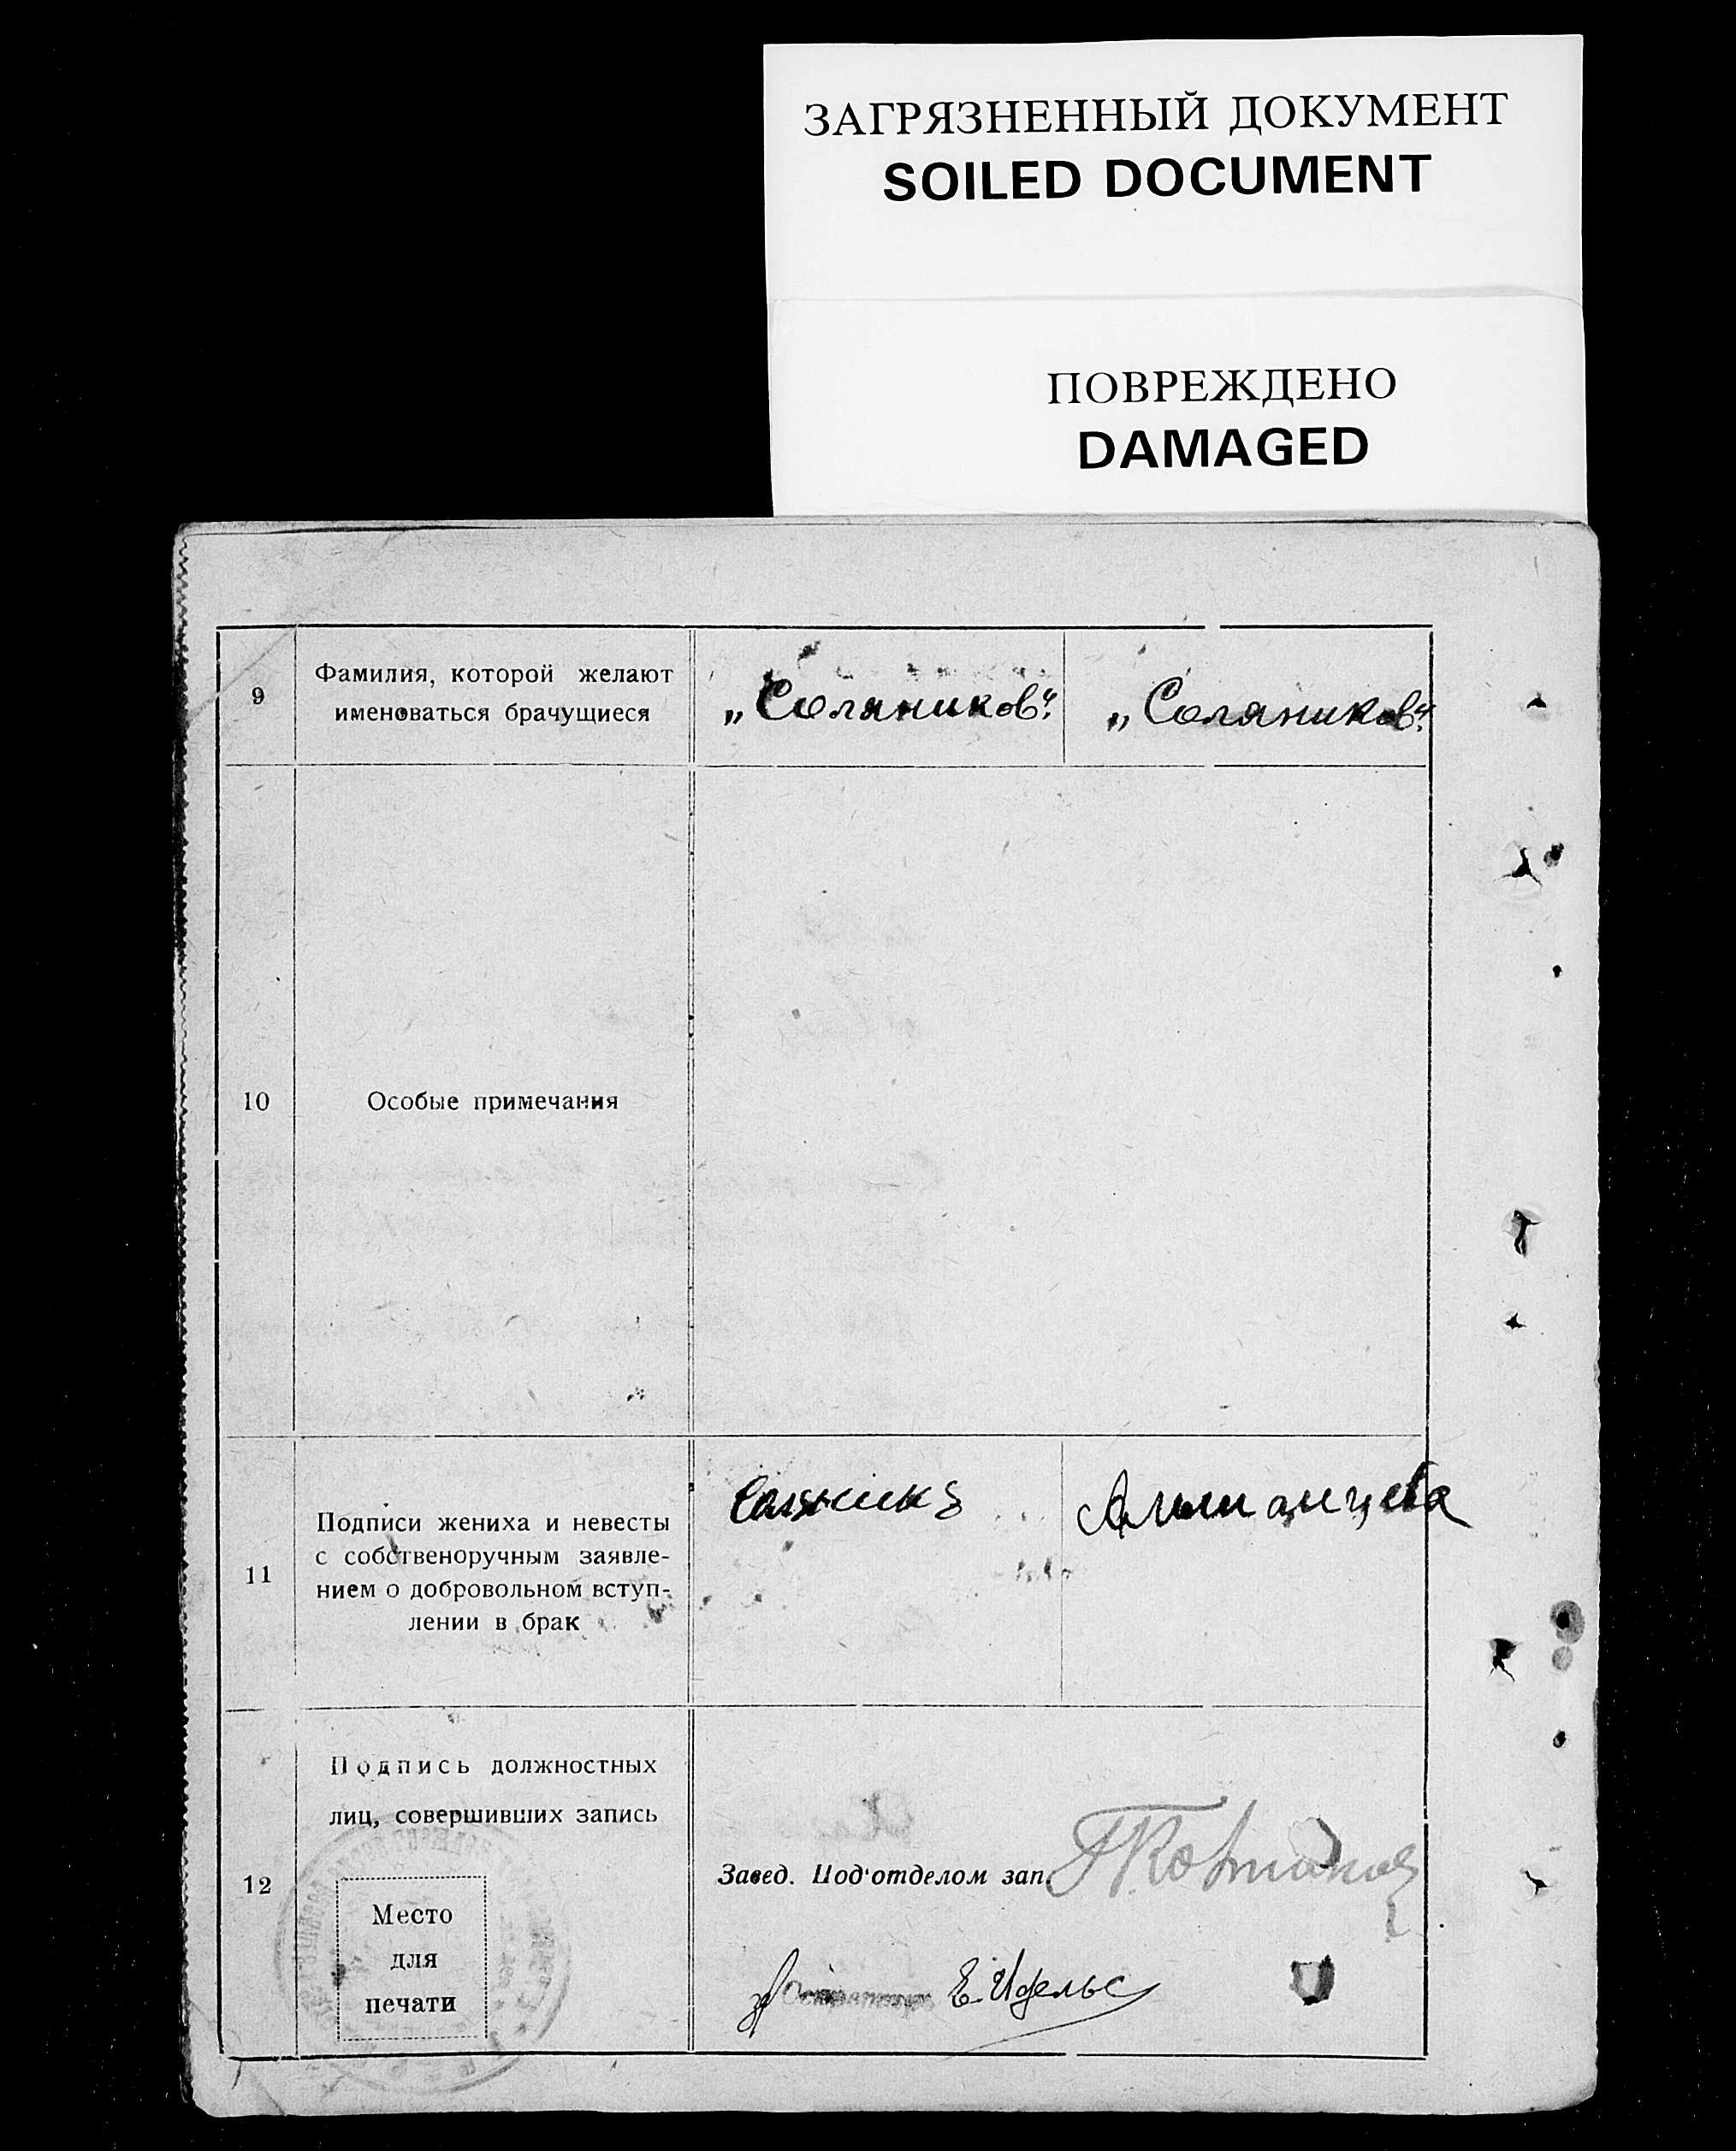 ЗАГРЯЗНЕННЫЙ ДОКУМЕНТ
SOILED DOCUMENT
ПОВРЕЖДЕНО
DAMAGED
9
Фамилия, которой желают
именоваться брачущиеся
„Соляников“.
„Соляников“.
10
Особые примечания
11
Подписи жениха и невесты
с собственоручным заявле-
нием о добровольном вступ-
лении в брак
12
Подпись должностных
лиц, совершивших запись
Место
для
печати
Завед. Под'отделом зап.
Е. Идельс